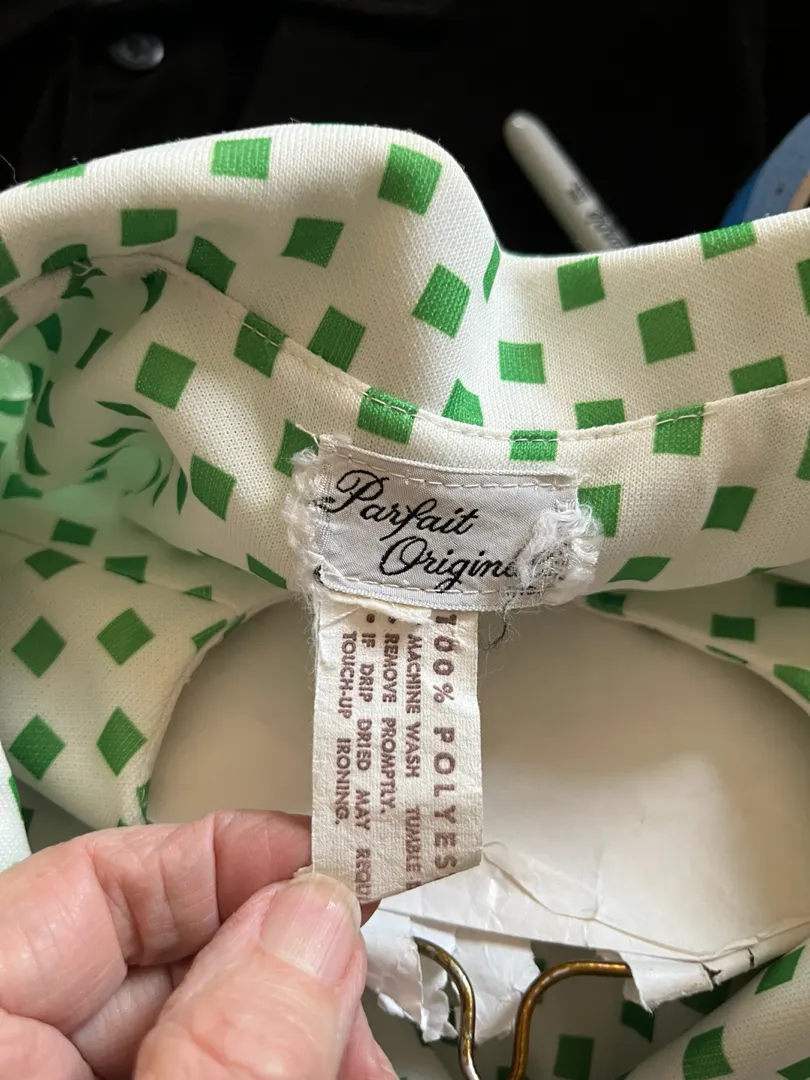 Parfait
Origin
100% POLYES
MACHINE WASH TUMBLE
• REMOVE PROMPTLY.
• IF DRIP DRIED MAY REQU
TOUCH-UP IRONING.